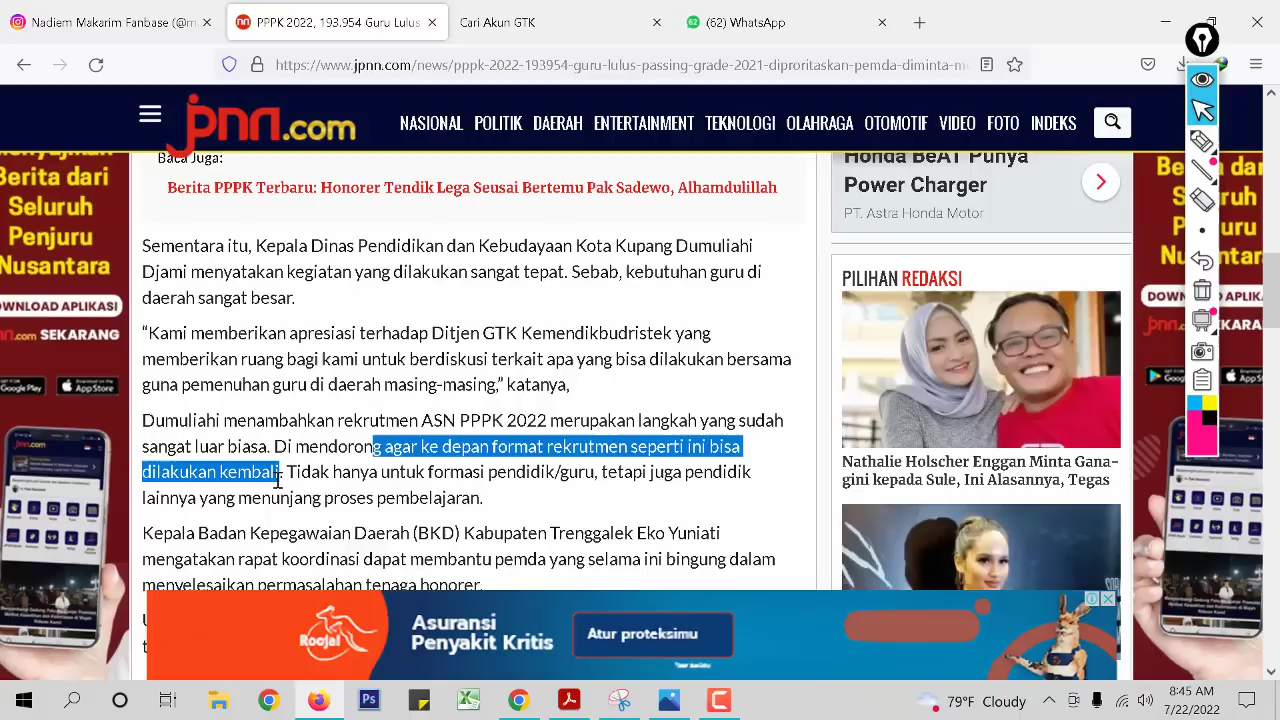 Nadiem Makarim Fanbase (@n
PPPK 2022, 193.954 Guru Lulus
Cari Akun GTK
(62) WhatsApp
https://www.jpnn.com/news/pppk-2022-193954-guru-lulus-passing-grade-2021-diproritaskan-pemda-diminta-m
jpnn.com
NASIONAL POLITIK DAERAH ENTERTAINMENT TEKNOLOGI OLAHRAGA OTOMOTIF VIDEO FOTO INDEKS
Berita dari
Seluruh
Penjuru
Nusantara
DOWNLOAD APLIKASI
SEKARANG
Google Play
App Store
Baca Juga:
Berita PPPK Terbaru: Honorer Tendik Lega Seusai Bertemu Pak Sadewo, Alhamdulillah
Sementara itu, Kepala Dinas Pendidikan dan Kebudayaan Kota Kupang Dumuliahi
Djami menyatakan kegiatan yang dilakukan sangat tepat. Sebab, kebutuhan guru di
daerah sangat besar.
“Kami memberikan apresiasi terhadap Ditjen GTK Kemendikbudristek yang
memberikan ruang bagi kami untuk berdiskusi terkait apa yang bisa dilakukan bersama
guna pemenuhan guru di daerah masing-masing,” katanya,
Dumuliahi menambahkan rekrutmen ASN PPPK 2022 merupakan langkah yang sudah
sangat luar biasa. Di mendorong agar ke depan format rekrutmen seperti ini bisa
dilakukan kembali. Tidak hanya untuk formasi pendidik/guru, tetapi juga pendidik
lainnya yang menunjang proses pembelajaran.
Kepala Badan Kepegawaian Daerah (BKD) Kabupaten Trenggalek Eko Yuniati
mengatakan rapat koordinasi dapat membantu pemda yang selama ini bingung dalam
menyelesaikan permasalahan tenaga honorer.
Honda BeAT Punya
Power Charger
PT. Astra Honda Motor
PILIHAN REDAKSI
Nathalie Holscher Enggan Minta Gana-
gini kepada Sule, Ini Alasannya, Tegas
Roojai
Asuransi
Penyakit Kritis
Atur proteksimu
79°F Cloudy
8:45 AM
7/22/2022